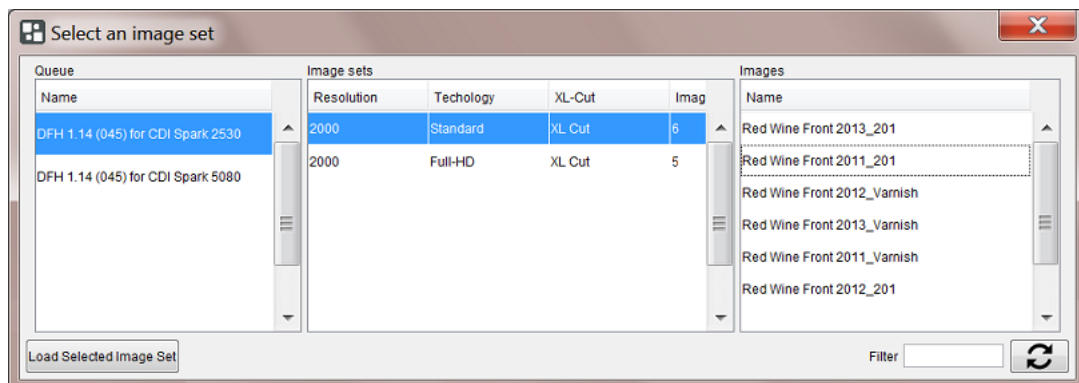 Select an image set
Queue
Name
DFH 1.14 (045) for CDI Spark 2530
DFH 1.14 (045) for CDI Spark 5080
Image sets
Resolution Techology XL-Cut Imag
2000 Standard XL Cut 6
2000 Full-HD XL Cut 5
Images
Name
Red Wine Front 2013_201
Red Wine Front 2011_201
Red Wine Front 2012_Varnish
Red Wine Front 2013_Varnish
Red Wine Front 2011_Varnish
Red Wine Front 2012_201
Load Selected Image Set
Filter